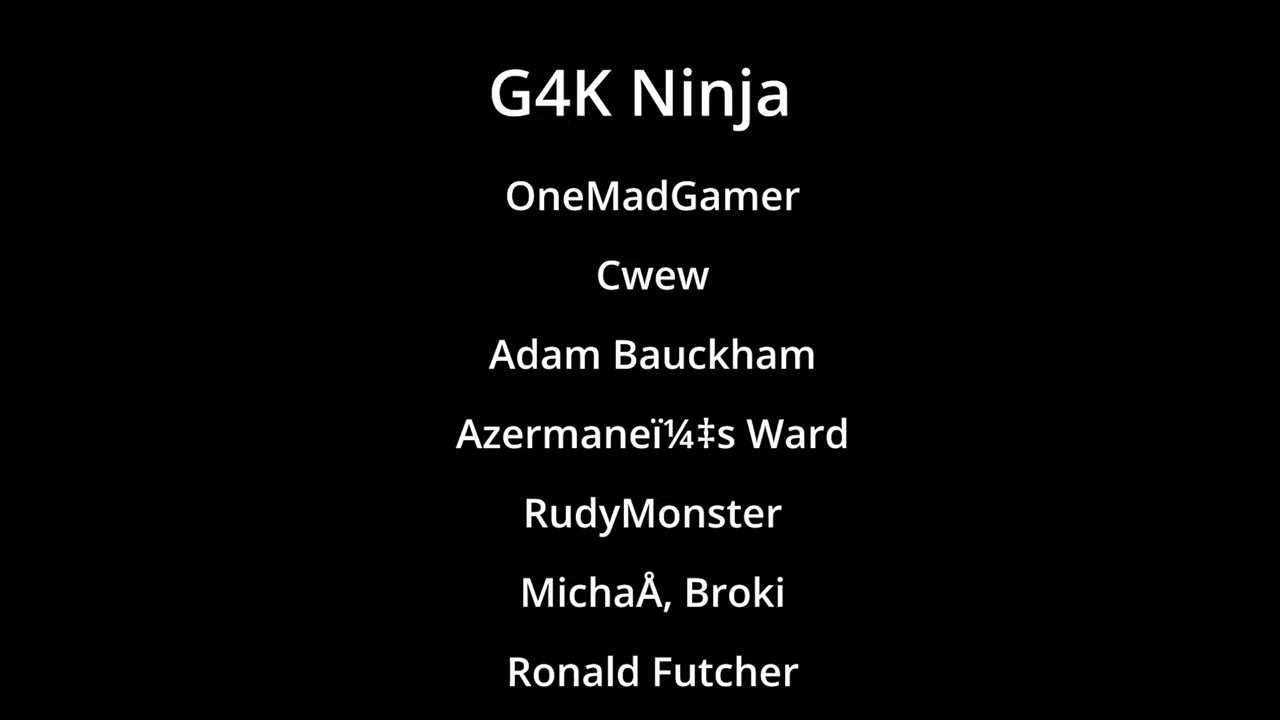 G4K Ninja
OneMadGamer
Cwew
Adam Bauckham
Azermaneï¼‡s Ward
RudyMonster
MichaÅ‚ Broki
Ronald Futcher